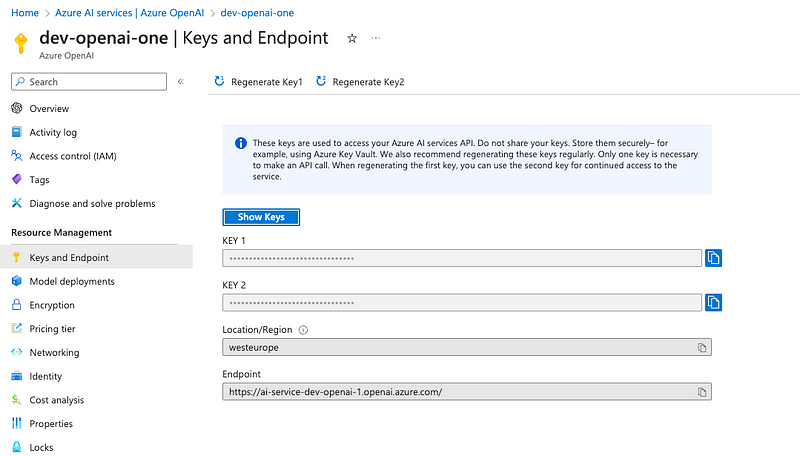 Home > Azure AI services | Azure OpenAI > dev-openai-one
dev-openai-one | Keys and Endpoint
Azure OpenAI
Search
Overview
Activity log
Access control (IAM)
Tags
Diagnose and solve problems
Resource Management
Keys and Endpoint
Model deployments
Encryption
Pricing tier
Networking
Identity
Cost analysis
Properties
Locks
Regenerate Key1 Regenerate Key2
These keys are used to access your Azure AI services API. Do not share your keys. Store them securely– for
example, using Azure Key Vault. We also recommend regenerating these keys regularly. Only one key is necessary
to make an API call. When regenerating the first key, you can use the second key for continued access to the
service.
Show Keys
KEY 1
••••••••••••••••••••••••••••••••
KEY 2
••••••••••••••••••••••••••••••••
Location/Region
westeurope
Endpoint
https://ai-service-dev-openai-1.openai.azure.com/